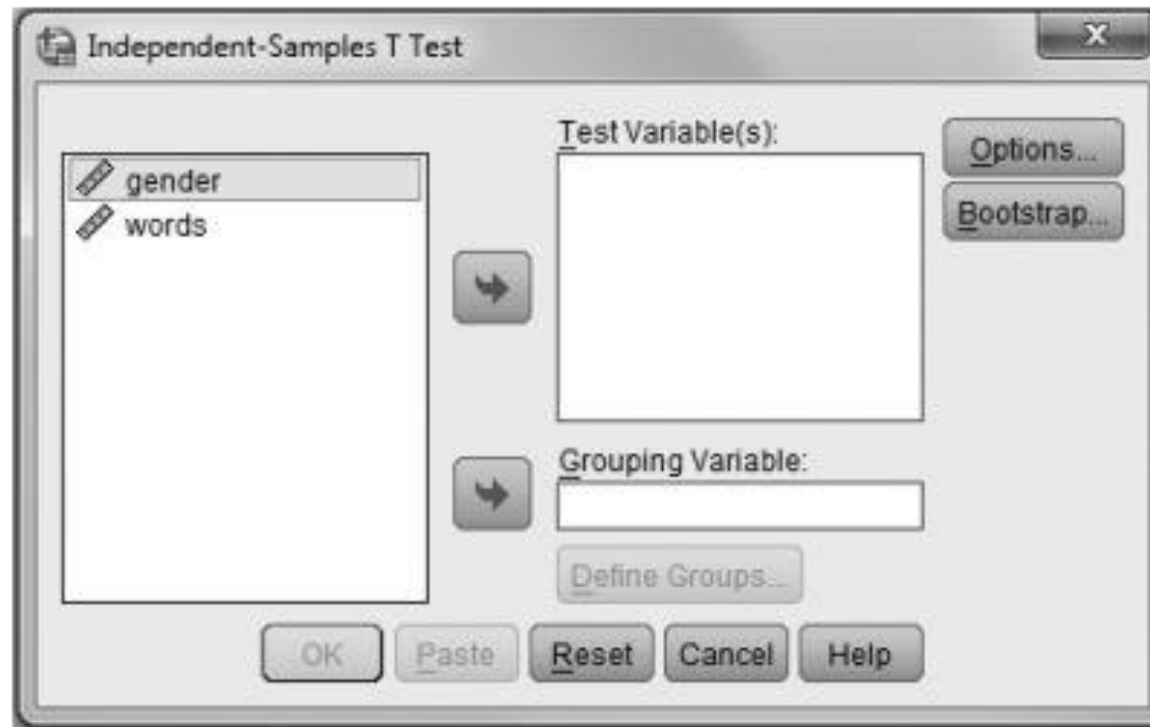 Independent-Samples T Test
Test Variable(s):
Options...
Bootstrap...
gender
words
Grouping Variable:
Define Groups...
OK
Paste
Reset
Cancel
Help